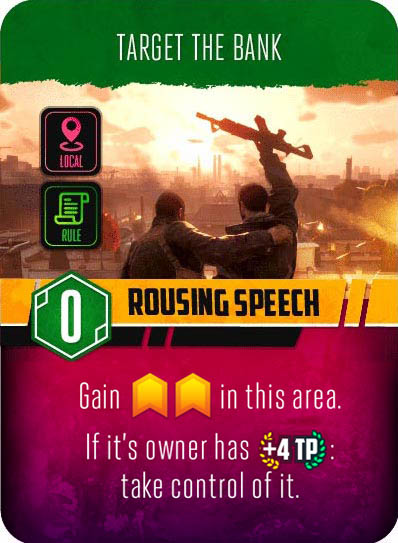 TARGET THE BANK
LOCAL
RULE
0
ROUSING SPEECH
Gain in this area.
If it's owner has +4 TP :
take control of it.